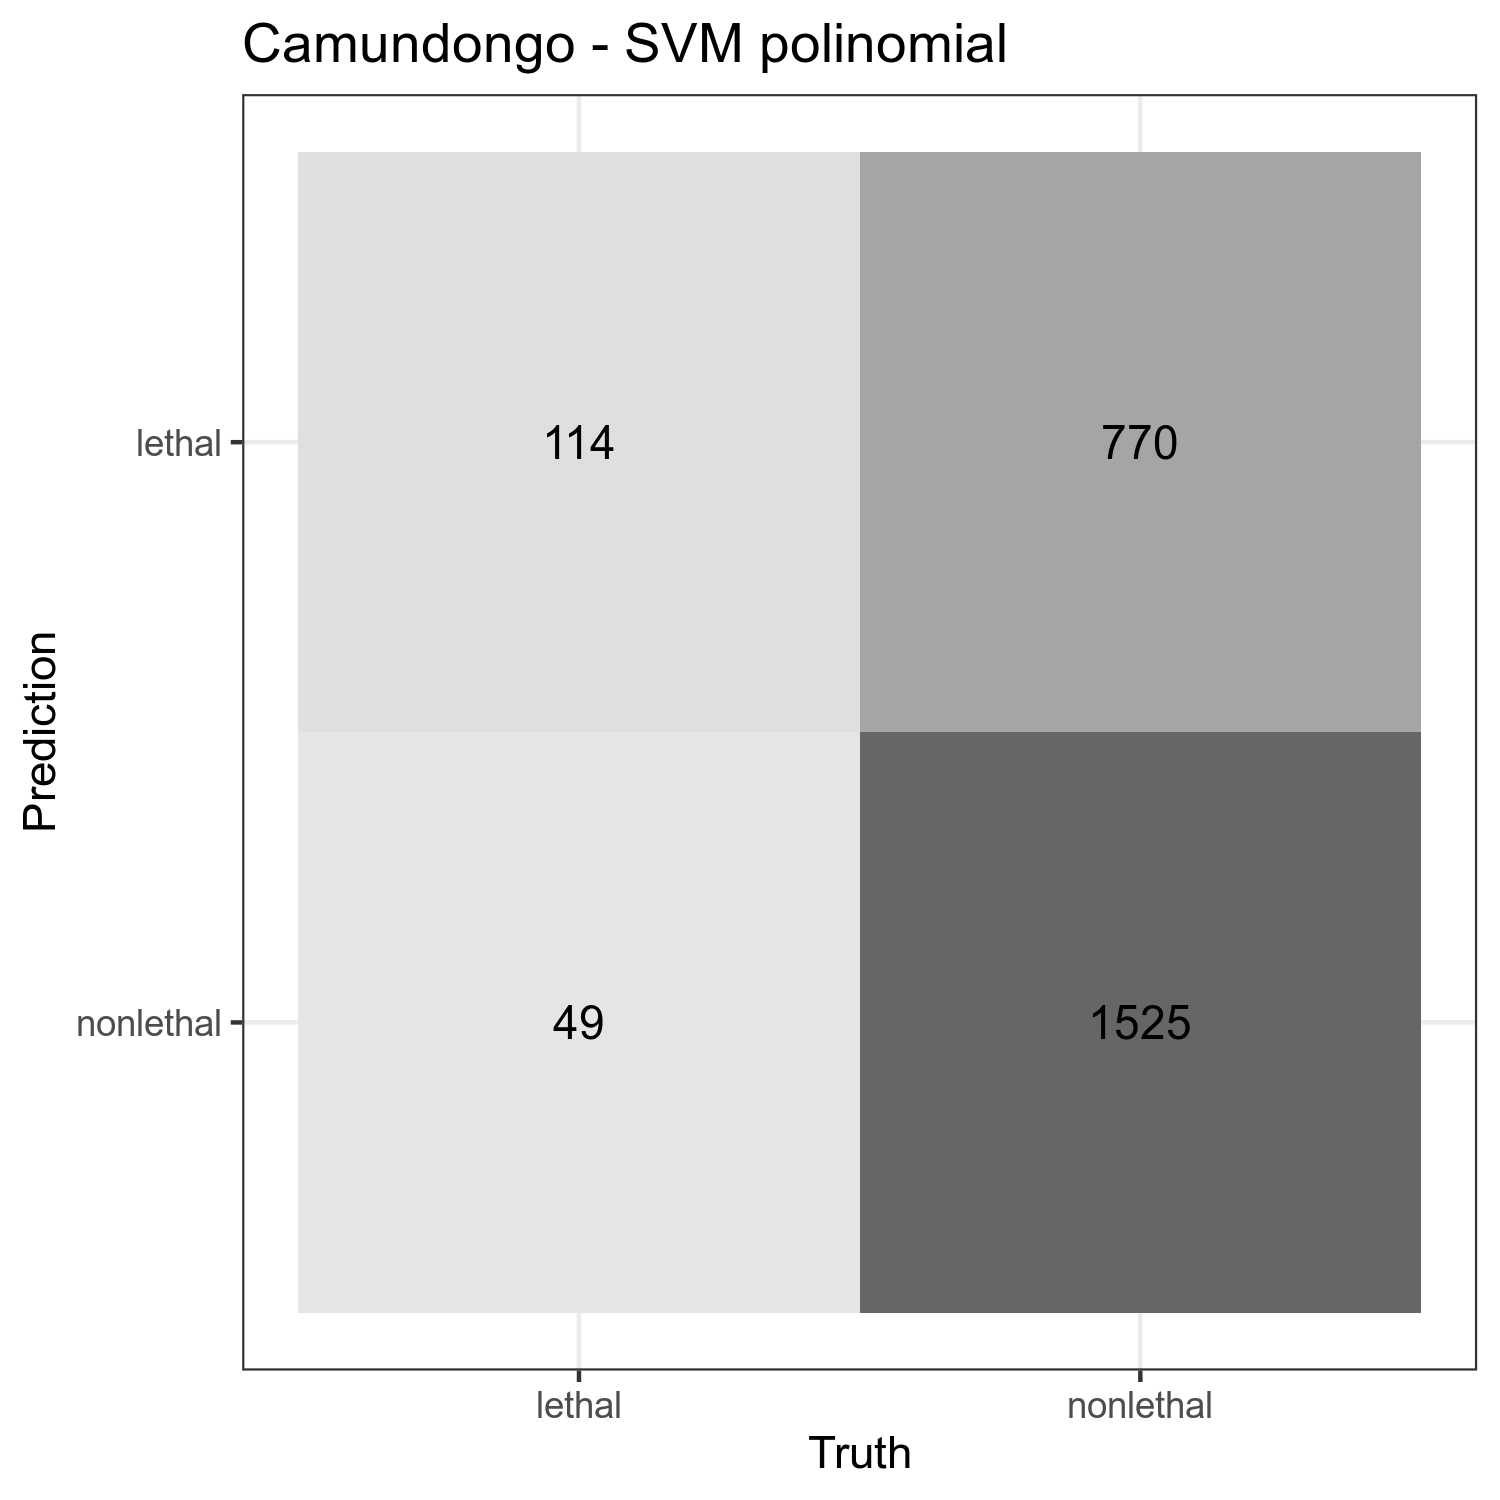 Camundongo - SVM polinomial
Prediction
lethal
114
770
nonlethal
49
1525
lethal
nonlethal
Truth